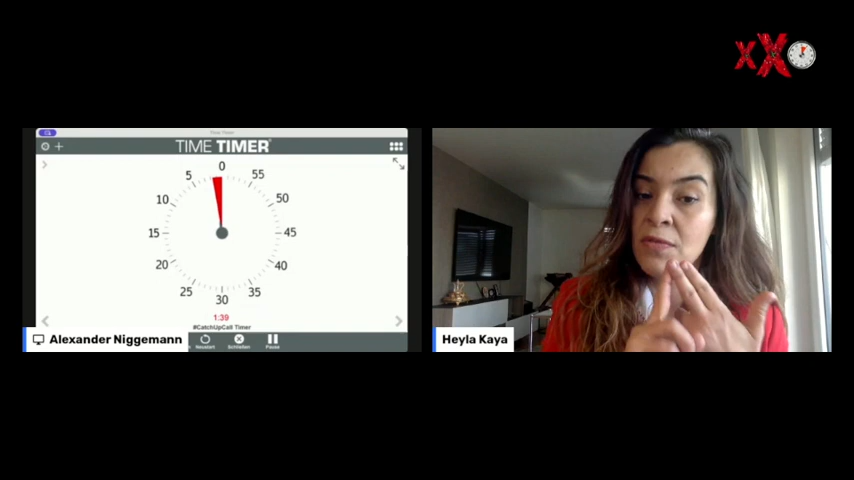 xX
Time Timer
TIME TIMER
0
5
55
10
50
15
45
20
40
25
35
30
1:39
#CatchUpCall Timer
Neustart
Schließen
Pause
Alexander Niggemann
Heyla Kaya